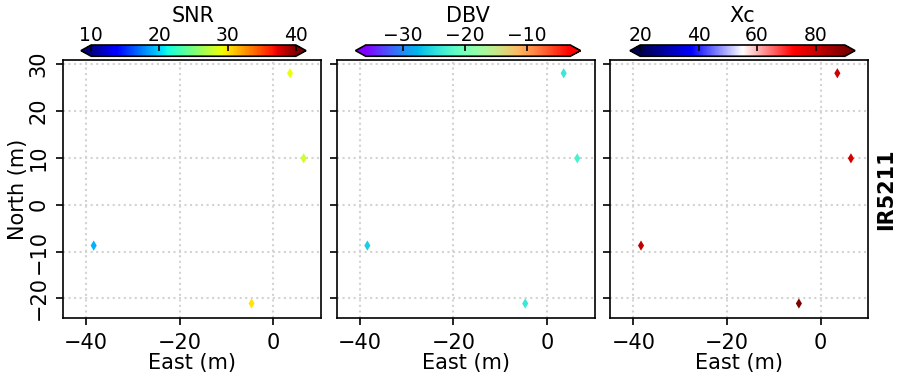 SNR DBV Xc
10 20 30 40 −30 −20 −10 20 40 60 80
30
20
10
0
−10
−20
North (m)
IR5211
−40 −20 0 −40 −20 0 −40 −20 0
East (m) East (m) East (m)